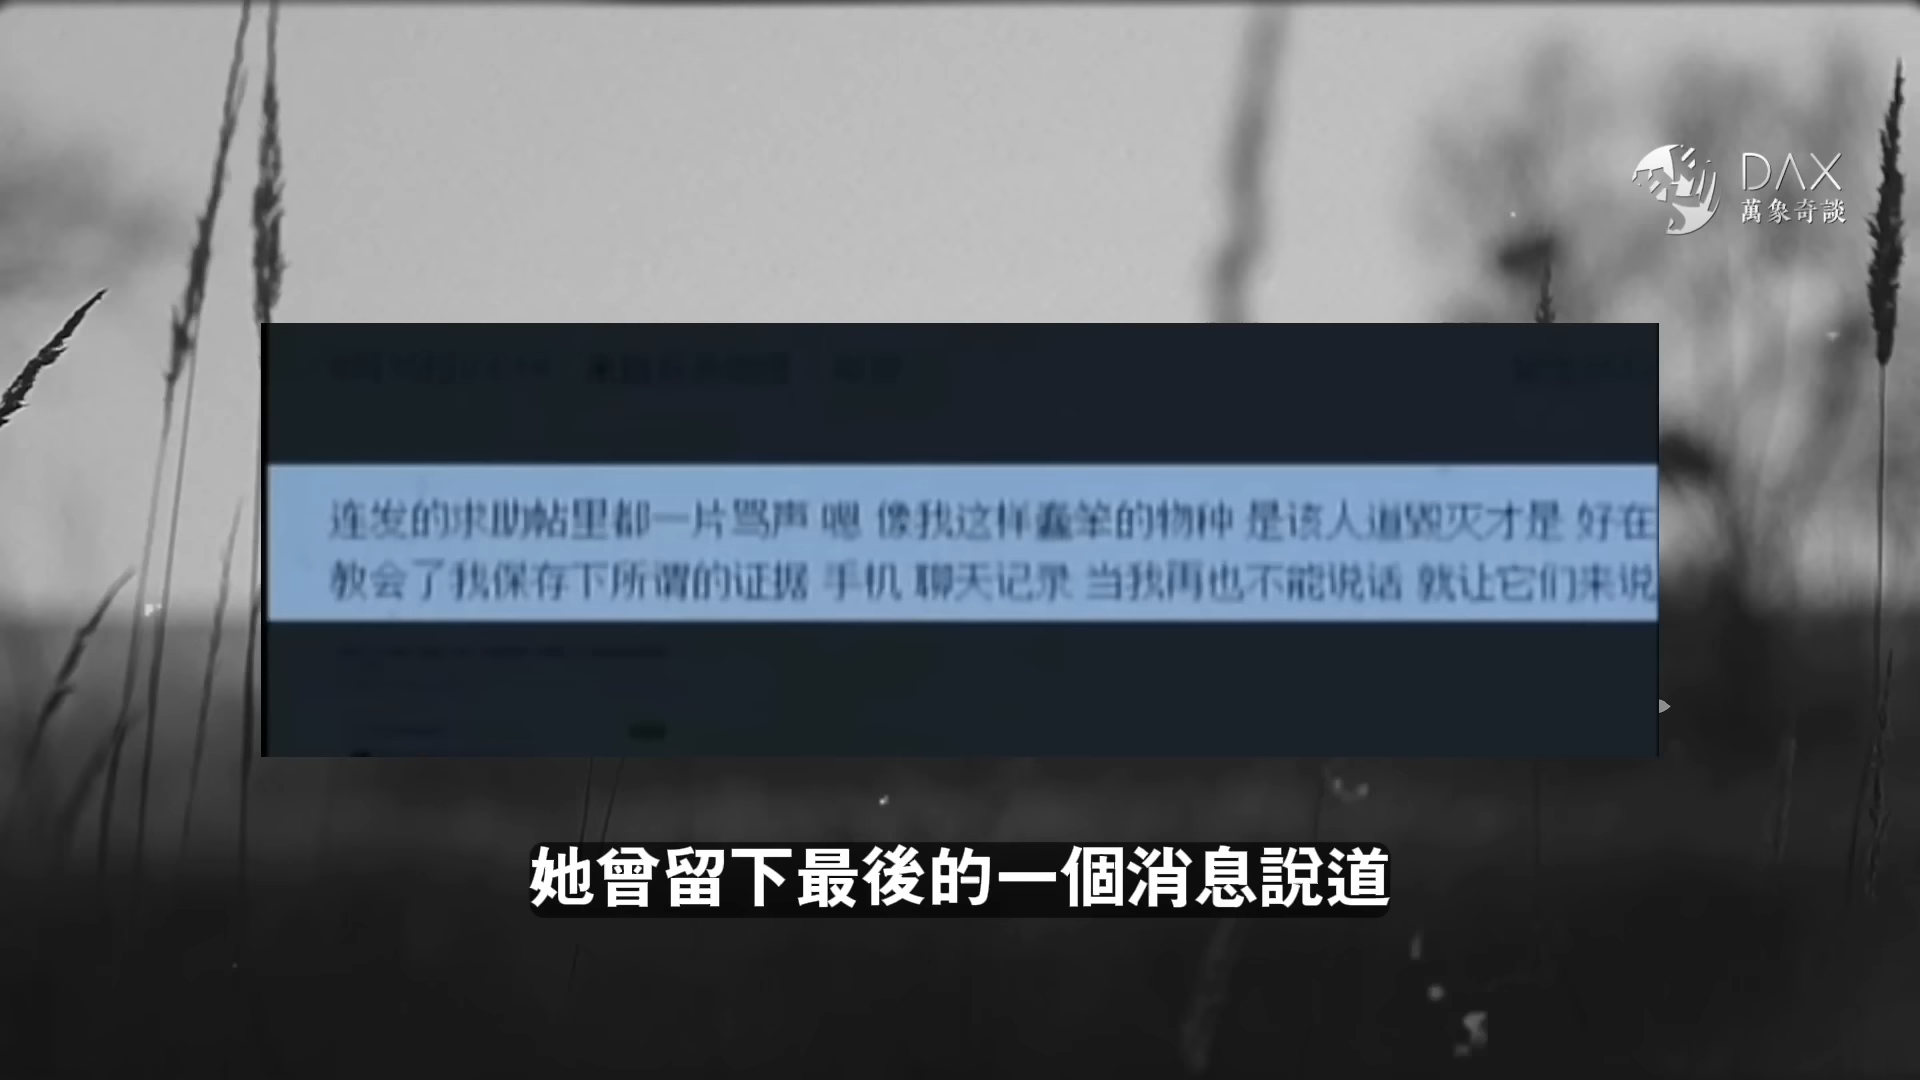 DAX
萬象奇談
连发的求助帖里都一片骂声 嗯 像我这样蠢笨的物种 是该人道毁灭才是 好在
教会了我保存下所谓的证据 手机 聊天记录 当我再也不能说话 就让它们来说
她曾留下最後的一個消息說道